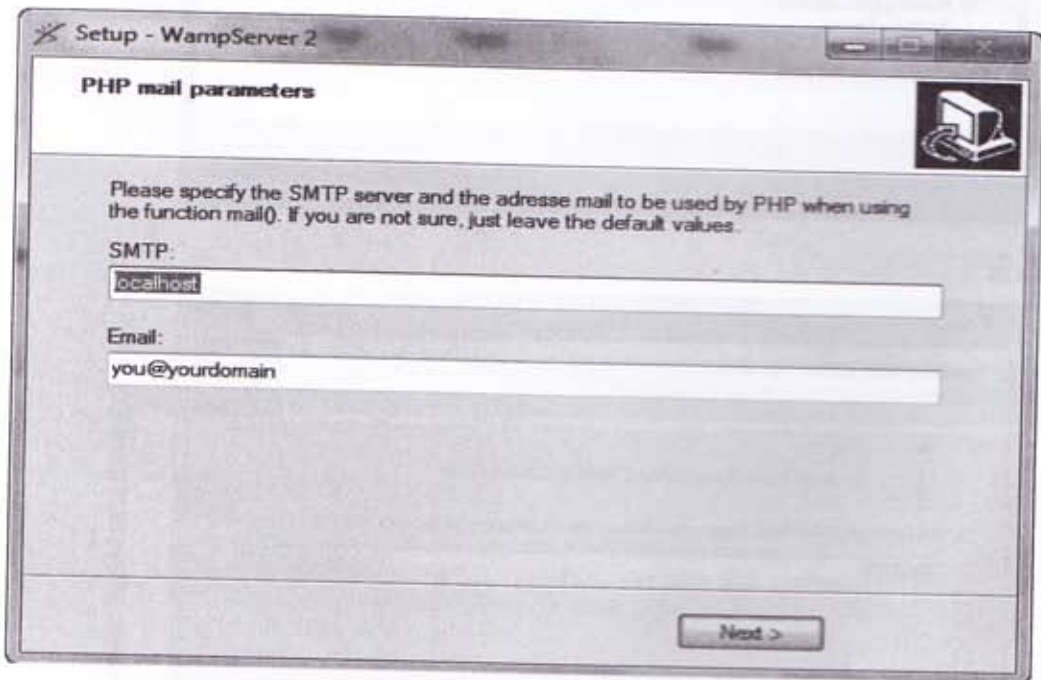 Setup - WampServer 2
PHP mail parameters
Please specify the SMTP server and the adresse mail to be used by PHP when using
the function mail(). If you are not sure, just leave the default values.
SMTP:
localhost
Email:
you@yourdomain
Next >